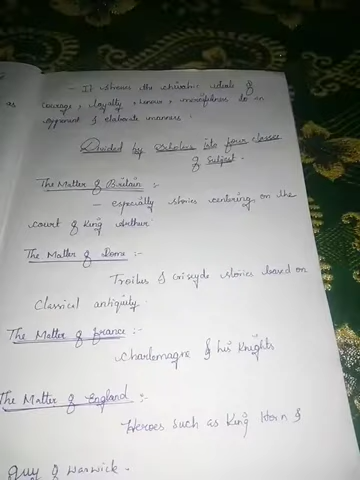 - It shows the chivalric ideals of
as courage, loyalty, honour, mercifulness to an
opponent & elaborate manners.
Divided by Scholars into four classes
of subject.
The Matter of Britain :-
- especially stories centering on the
court of King Arthur
The Matter of Rome :-
Troilus & Criseyde stories based on
Classical antiquity.
The Matter of France :-
Charlemagne & his Knights
The Matter of England :-
Heroes such as King Horn &
Guy of Warwick.